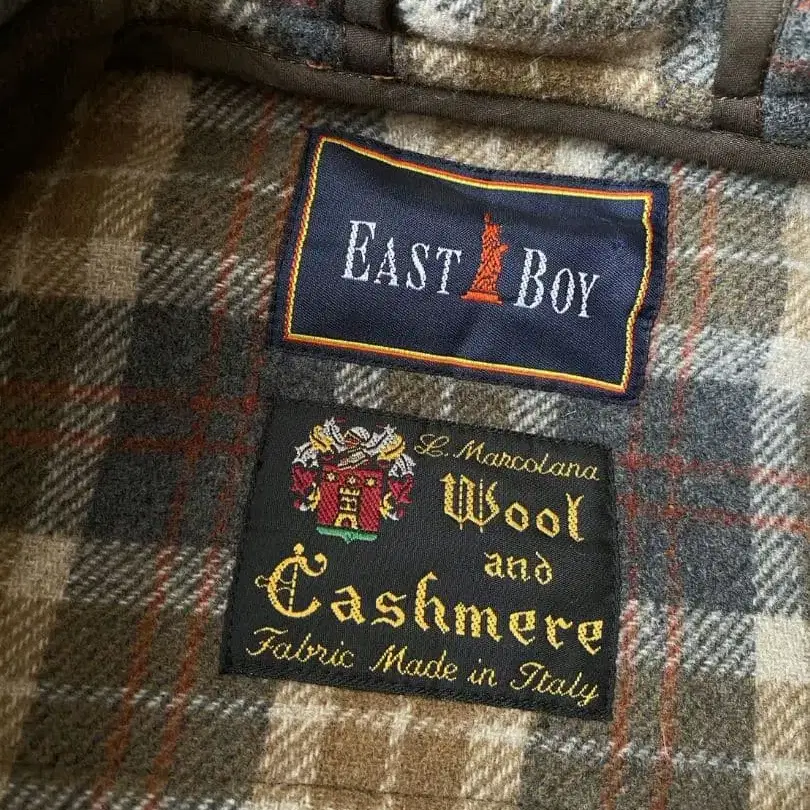 EAST BOY
L. Marcolana
Wool
and
Cashmere
Fabric Made in Italy